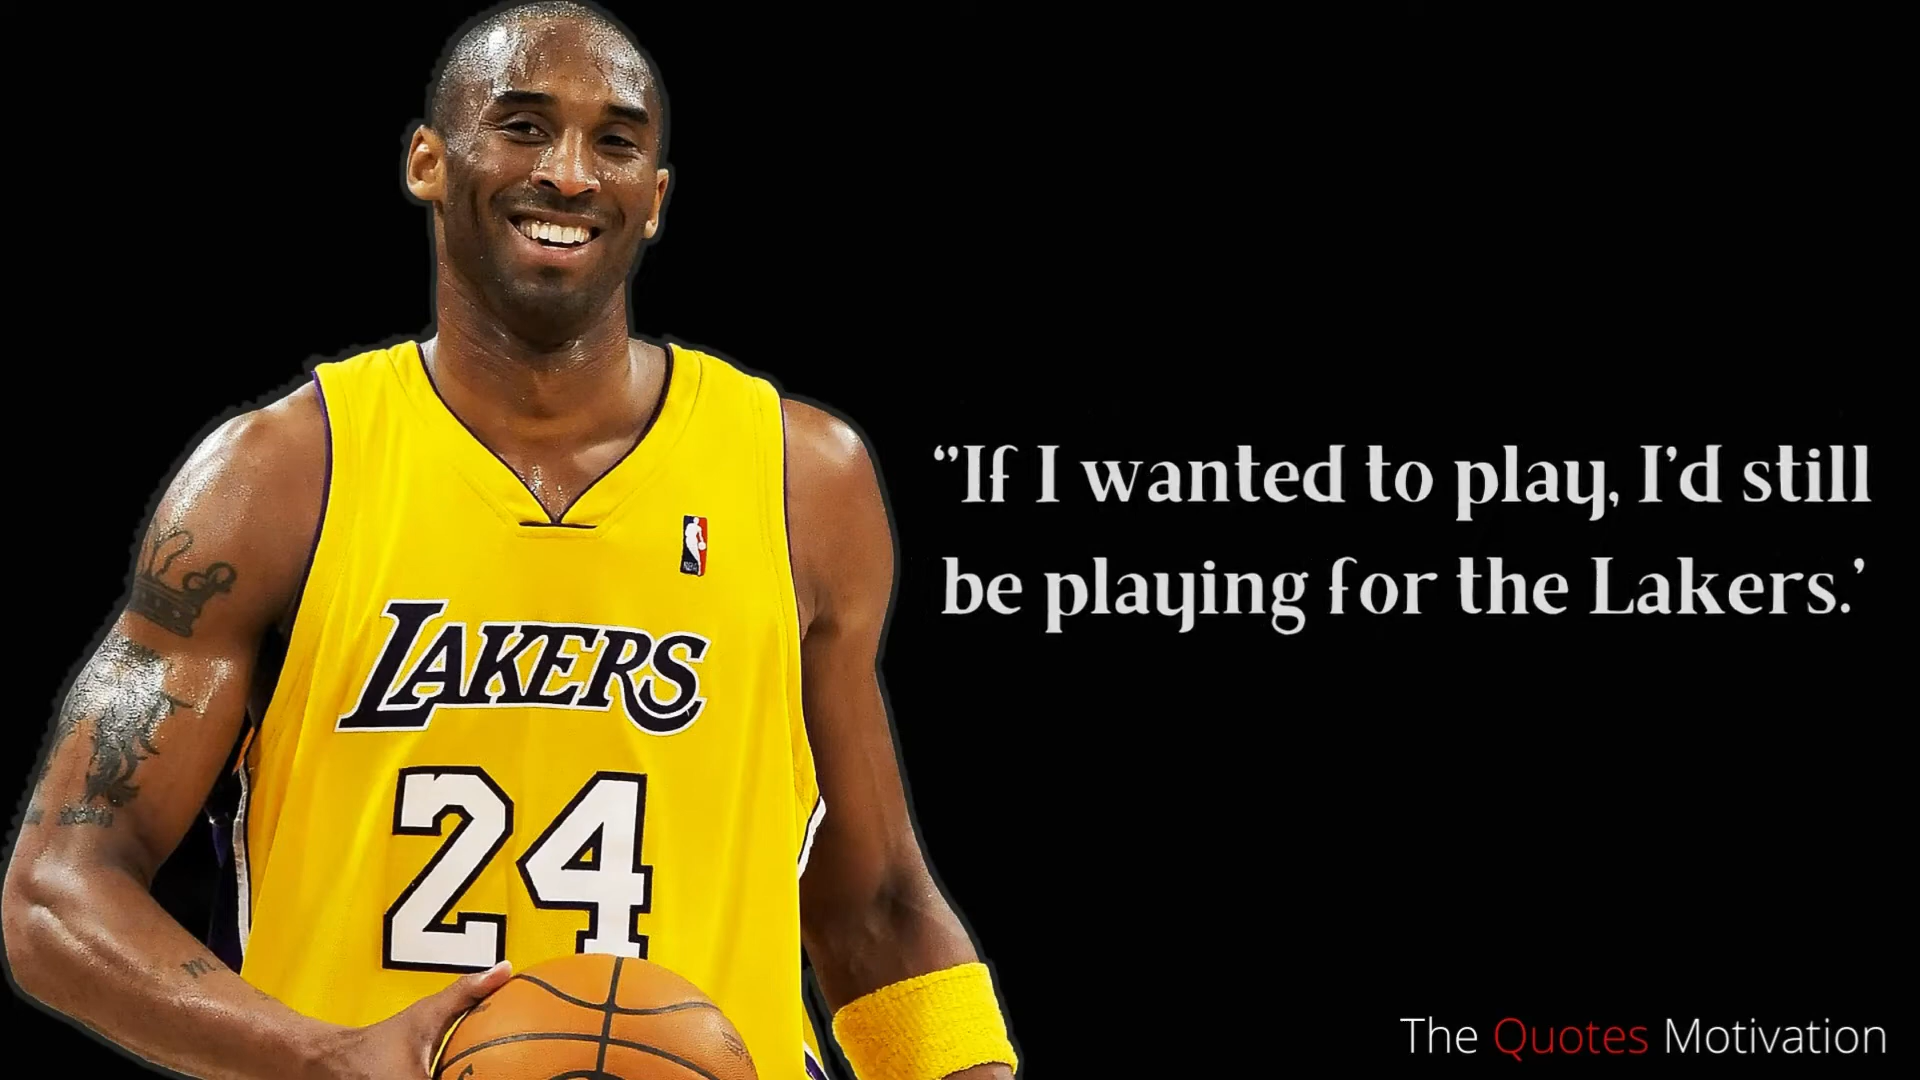 LAKERS
24
“If I wanted to play, I'd still
be playing for the Lakers.'
The Quotes Motivation